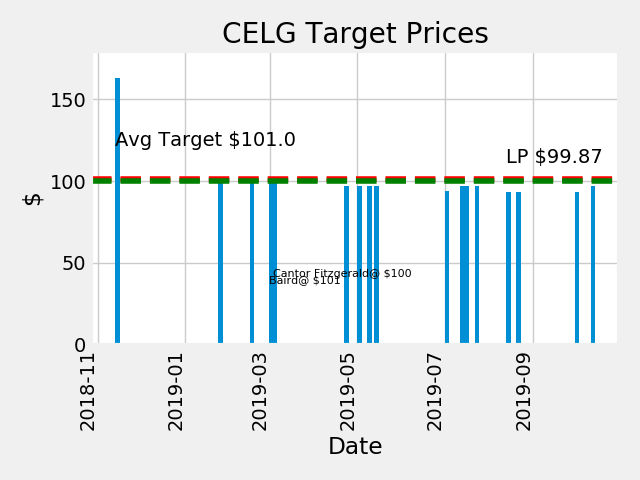 CELG Target Prices
150
100
50
0
$
Avg Target $101.0
LP $99.87
Cantor Fitzgerald@ $100
Baird@ $101
2018-11
2019-01
2019-03
2019-05
2019-07
2019-09
Date